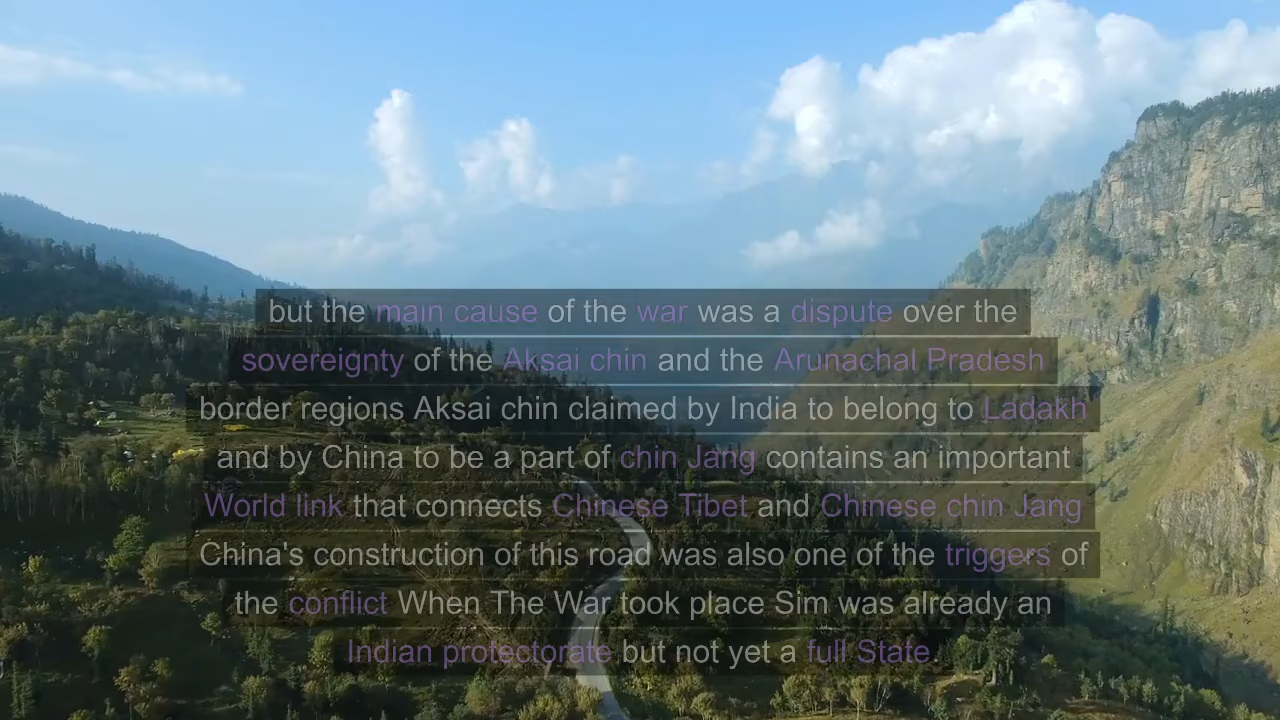 but the main cause of the war was a dispute over the
sovereignty of the Aksai chin and the Arunachal Pradesh
border regions Aksai chin claimed by India to belong to Ladakh
and by China to be a part of chin Jang contains an important
World link that connects Chinese Tibet and Chinese chin Jang
China's construction of this road was also one of the triggers of
the conflict When The War took place Sim was already an
Indian protectorate but not yet a full State